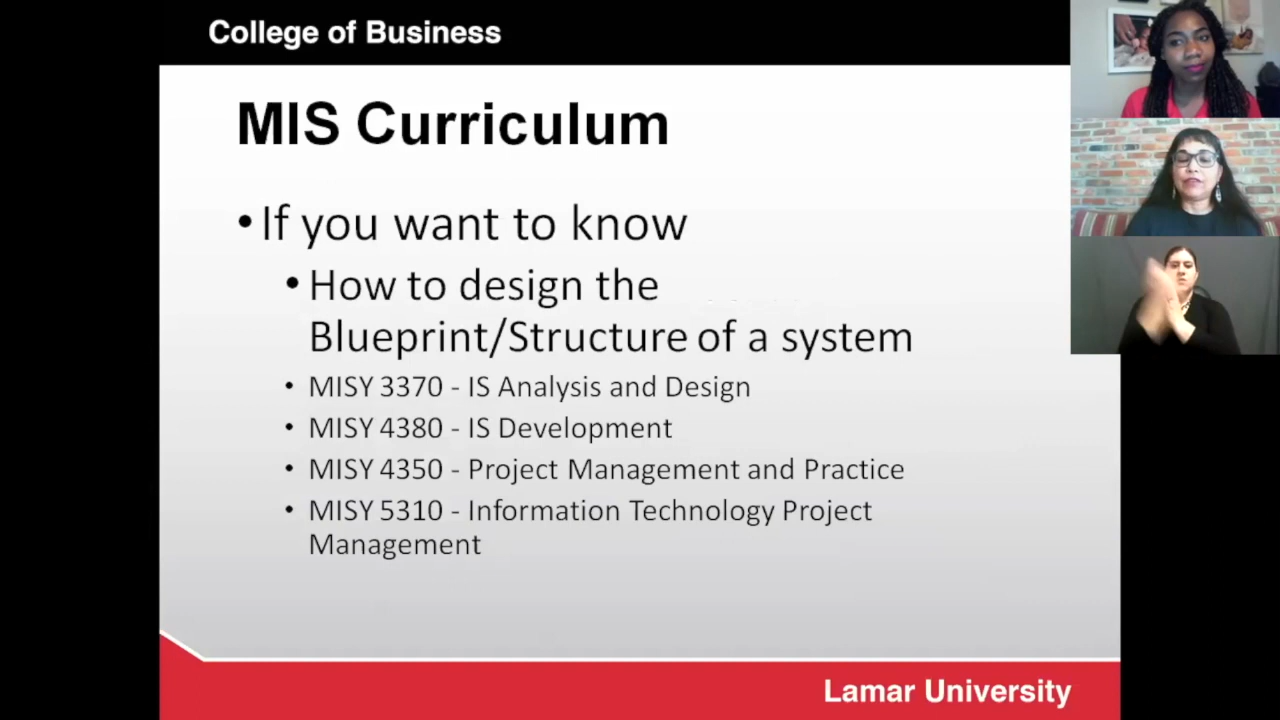 College of Business
MIS Curriculum
•If you want to know
•How to design the
Blueprint/Structure of a system
• MISY 3370 - IS Analysis and Design
• MISY 4380 - IS Development
• MISY 4350 - Project Management and Practice
• MISY 5310 - Information Technology Project
Management
Lamar University